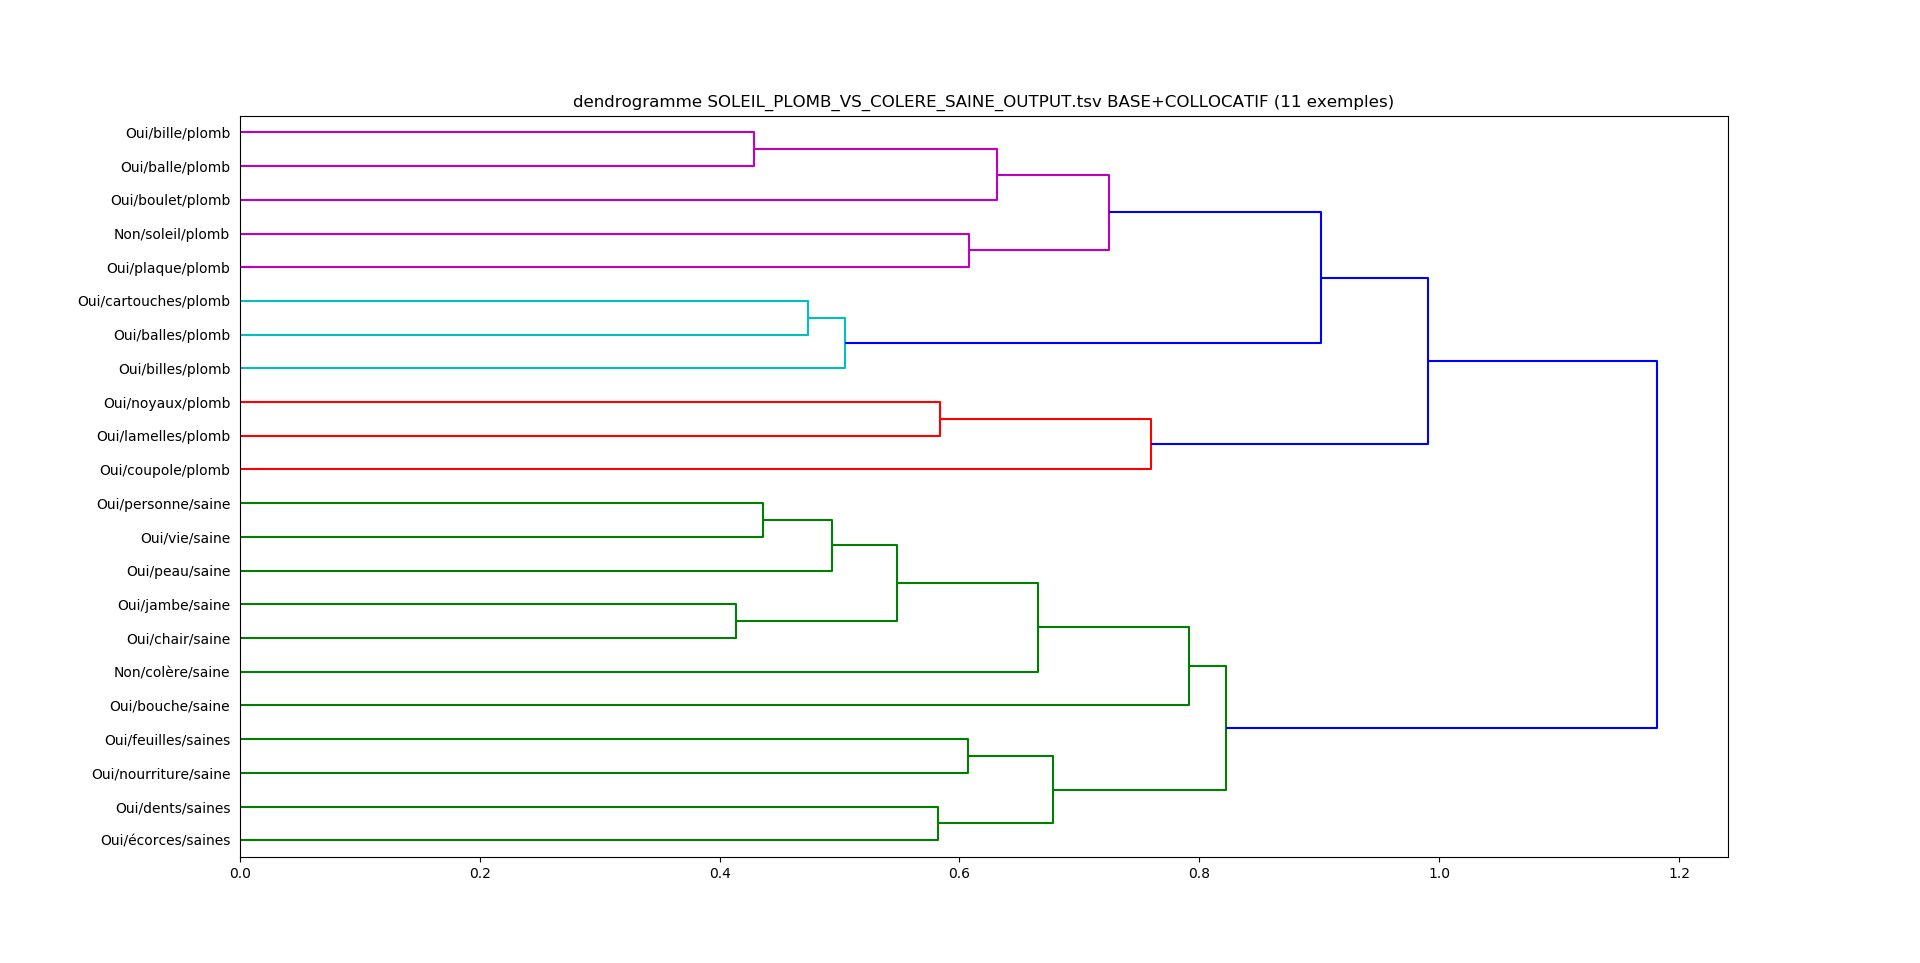 dendrogramme SOLEIL_PLOMB_VS_COLERE_SAINE_OUTPUT.tsv BASE+COLLOCATIF (11 exemples)
Oui/bille/plomb
Oui/balle/plomb
Oui/boulet/plomb
Non/soleil/plomb
Oui/plaque/plomb
Oui/cartouches/plomb
Oui/balles/plomb
Oui/billes/plomb
Oui/noyaux/plomb
Oui/lamelles/plomb
Oui/coupole/plomb
Oui/personne/saine
Oui/vie/saine
Oui/peau/saine
Oui/jambe/saine
Oui/chair/saine
Non/colère/saine
Oui/bouche/saine
Oui/feuilles/saines
Oui/nourriture/saine
Oui/dents/saines
Oui/écorces/saines
0.0 0.2 0.4 0.6 0.8 1.0 1.2